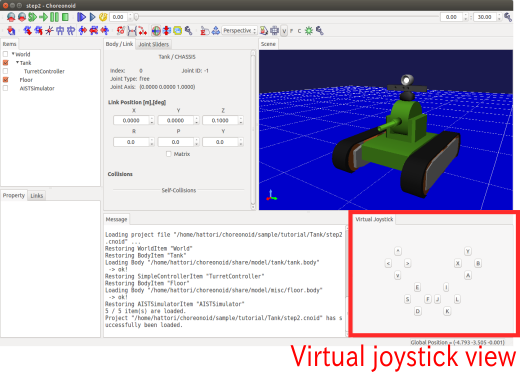 step2 - Choreonoid
0.00
0.00 30.00
Perspective
V F C
Items
World
Tank
TurretController
Floor
AISTSimulator
Body / Link Joint Sliders
Tank / CHASSIS
Index: 0 Joint ID: -1
Joint Type: Free
Joint Axis: (0.0000 0.0000 1.0000)
Link Position [m],[deg]
X Y Z
0.0000 0.0000 0.1000
R P Y
0.0 0.0 0.0
Matrix
Collisions
Self-Collisions
Scene
Property Links
Message
Loading project file "/home/hattori/choreonoid/sample/tutorial/Tank/step2
.cnoid" ...
Restoring WorldItem "World"
Restoring BodyItem "Tank"
Loading Body "/home/hattori/choreonoid/share/model/tank/tank.body"
-> ok!
Restoring SimpleControllerItem "TurretController"
Restoring BodyItem "Floor"
Loading Body "/home/hattori/choreonoid/share/model/misc/floor.body"
-> ok!
Restoring AISTSimulatorItem "AISTSimulator"
5 / 5 item(s) are loaded.
Project "/home/hattori/choreonoid/sample/tutorial/Tank/step2.cnoid" has s
uccessfully been loaded.
Virtual Joystick
^ Y
< > X B
v A
E I
S F J L
D K
Global Position = (-4.793 -3.505 -0.001)
Virtual joystick view